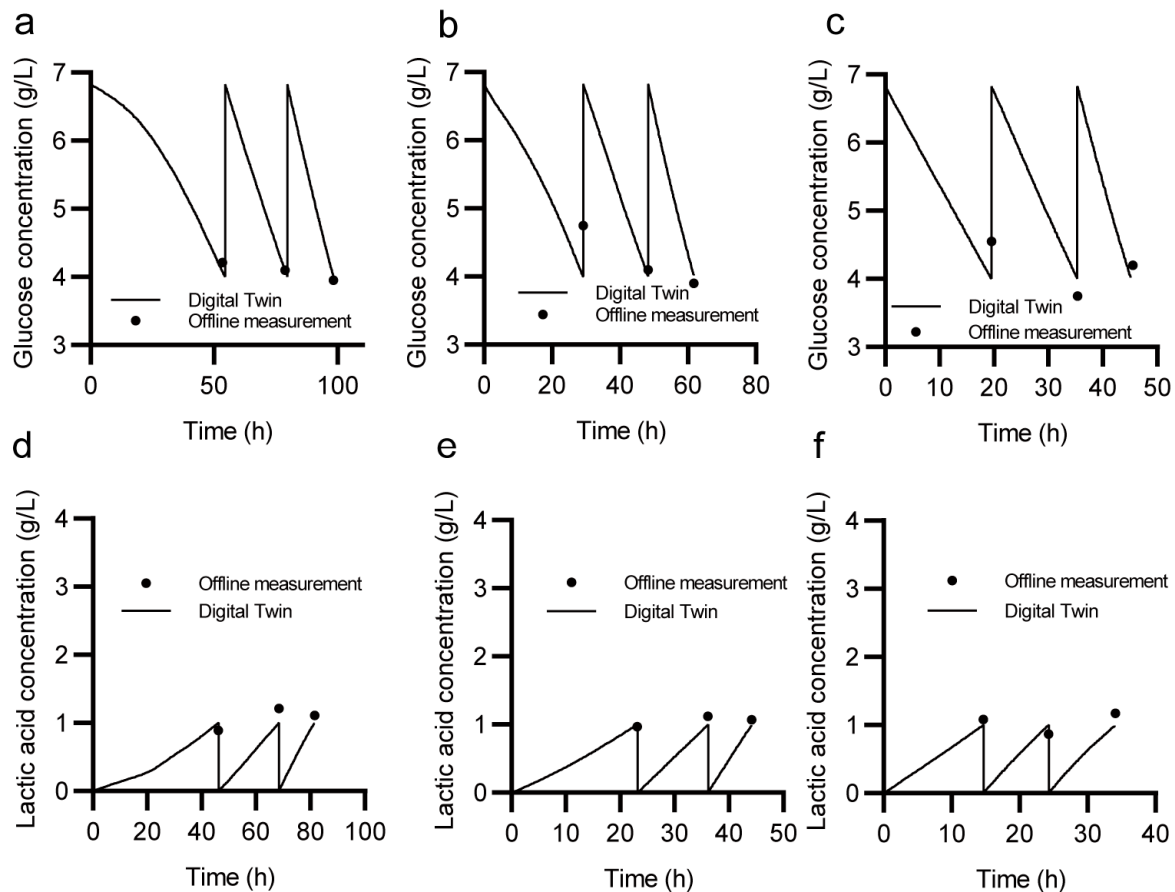 a
Glucose concentration (g/L)
7
6
5
4
3
0
50
100
Time (h)
Digital Twin
Offline measurement
b
Glucose concentration (g/L)
7
6
5
4
3
0
20
40
60
80
Time (h)
Digital Twin
Offline measurement
c
Glucose concentration (g/L)
7
6
5
4
3
0
10
20
30
40
50
Time (h)
Digital Twin
Offline measurement
d
Lactic acid concentration (g/L)
4
3
2
1
0
0
20
40
60
80
100
Time (h)
Offline measurement
Digital Twin
e
Lactic acid concentration (g/L)
4
3
2
1
0
0
10
20
30
40
50
Time (h)
Offline measurement
Digital Twin
f
Lactic acid concentration (g/L)
4
3
2
1
0
0
10
20
30
40
Time (h)
Offline measurement
Digital Twin